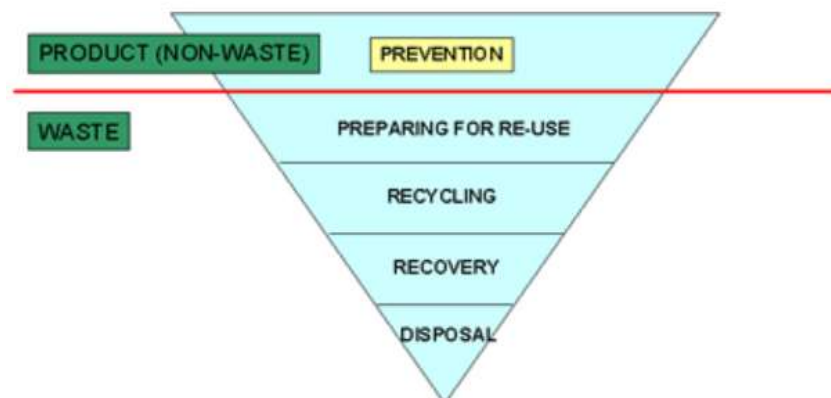 PRODUCT (NON-WASTE) PREVENTION
WASTE
PREPARING FOR RE-USE
RECYCLING
RECOVERY
DISPOSAL